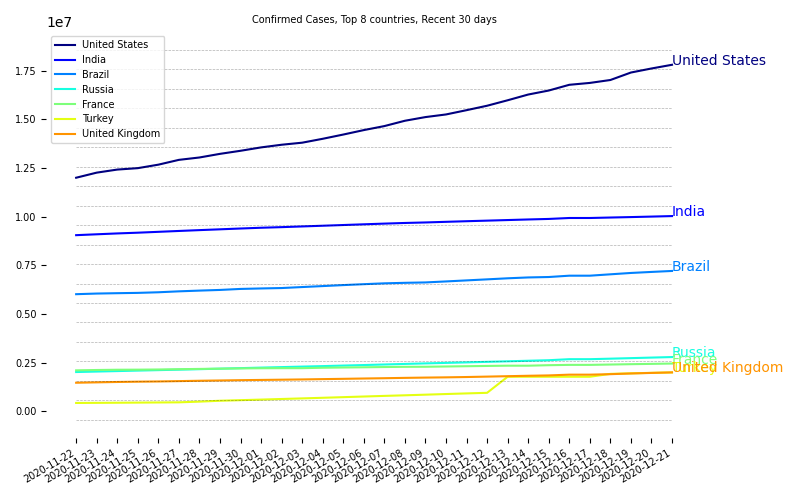 Confirmed Cases, Top 8 countries, Recent 30 days
1e7
United States
India
Brazil
Russia
France
Turkey
United Kingdom
1.75
1.50
1.25
1.00
0.75
0.50
0.25
0.00
United States
India
Brazil
Russia
France
Turkey
United Kingdom
2020-11-22
2020-11-23
2020-11-24
2020-11-25
2020-11-26
2020-11-27
2020-11-28
2020-11-29
2020-11-30
2020-12-01
2020-12-02
2020-12-03
2020-12-04
2020-12-05
2020-12-06
2020-12-07
2020-12-08
2020-12-09
2020-12-10
2020-12-11
2020-12-12
2020-12-13
2020-12-14
2020-12-15
2020-12-16
2020-12-17
2020-12-18
2020-12-19
2020-12-20
2020-12-21